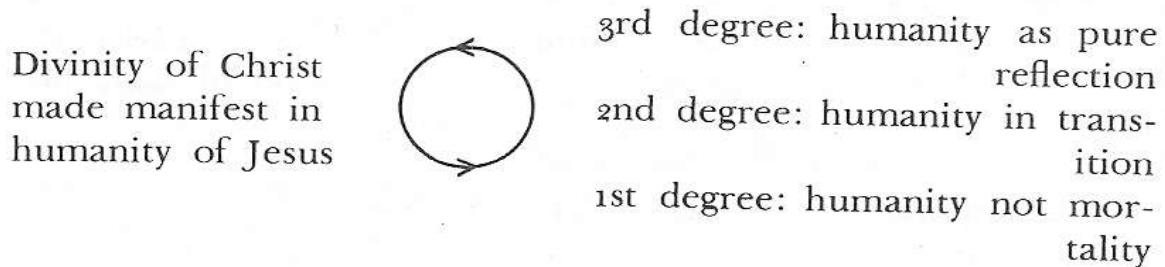 Divinity of Christ
made manifest in
humanity of Jesus
3rd degree: humanity as pure
reflection
2nd degree: humanity in trans-
ition
1st degree: humanity not mor-
tality